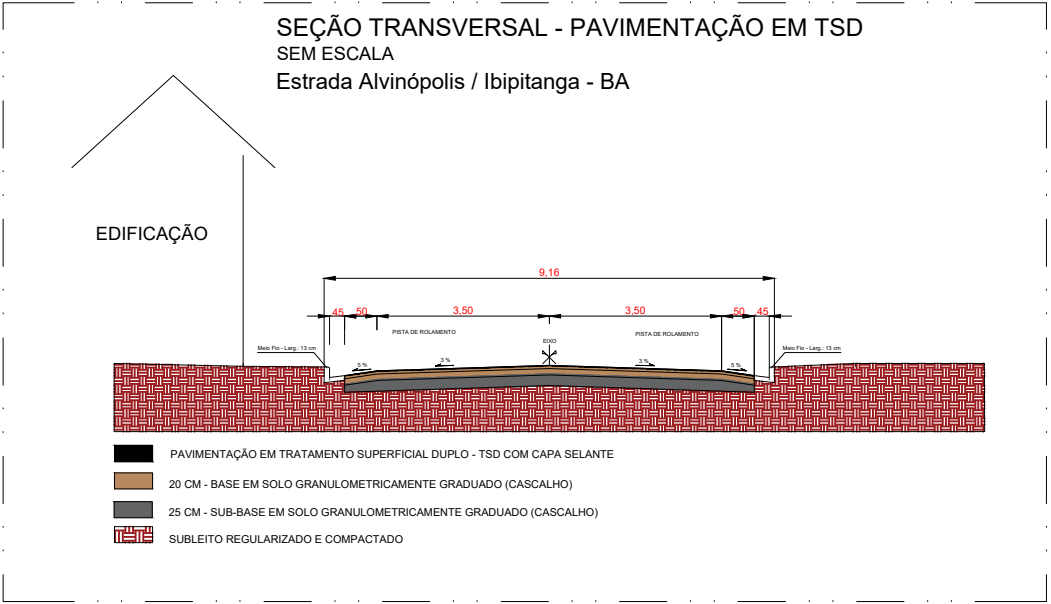 SEÇÃO TRANSVERSAL - PAVIMENTAÇÃO EM TSD
SEM ESCALA
Estrada Alvinópolis / Ibipitanga - BA
EDIFICAÇÃO
9,16
45 50 3,50 3,50 50 45
PISTA DE ROLAMENTO PISTA DE ROLAMENTO
EIXO
Meio Fio - Larg.: 13 cm Meio Fio - Larg.: 13 cm
5 % 3 % 3 % 5 %
PAVIMENTAÇÃO EM TRATAMENTO SUPERFICIAL DUPLO - TSD COM CAPA SELANTE
20 CM - BASE EM SOLO GRANULOMETRICAMENTE GRADUADO (CASCALHO)
25 CM - SUB-BASE EM SOLO GRANULOMETRICAMENTE GRADUADO (CASCALHO)
SUBLEITO REGULARIZADO E COMPACTADO